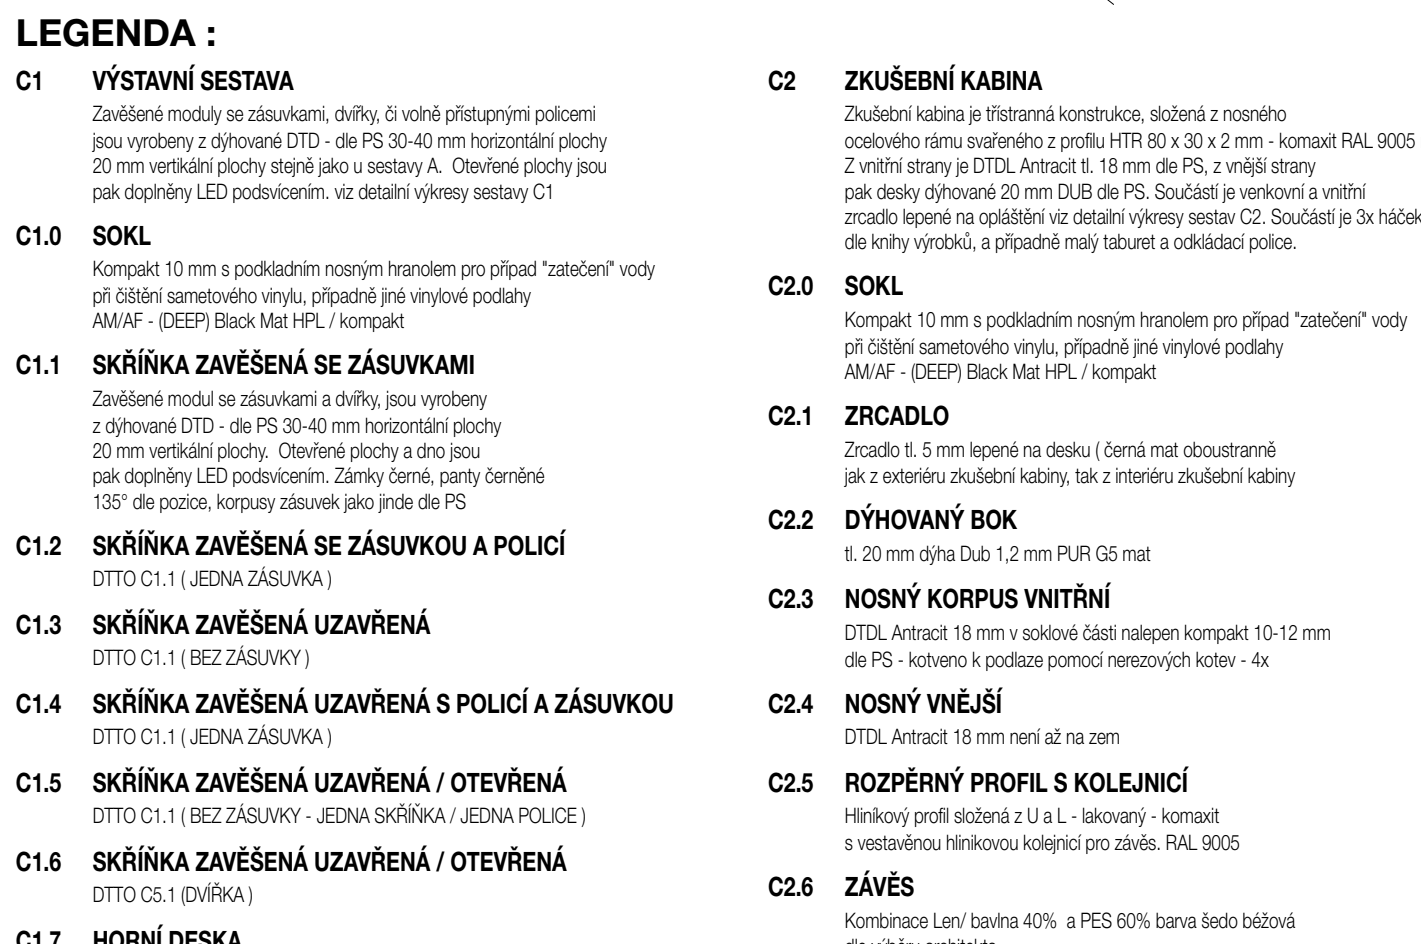 LEGENDA :
C1 VÝSTAVNÍ SESTAVA
Zavěšené moduly se zásuvkami, dvířky, či volně přístupnými policemi
jsou vyrobeny z dýhované DTD - dle PS 30-40 mm horizontální plochy
20 mm vertikální plochy stejně jako u sestavy A. Otevřené plochy jsou
pak doplněny LED podsvícením. viz detailní výkresy sestavy C1
C1.0 SOKL
Kompakt 10 mm s podkladním nosným hranolem pro případ "zatečení" vody
při čištění sametového vinylu, případně jiné vinylové podlahy
AM/AF - (DEEP) Black Mat HPL / kompakt
C1.1 SKŘÍŇKA ZAVĚŠENÁ SE ZÁSUVKAMI
Zavěšené modul se zásuvkami a dvířky, jsou vyrobeny
z dýhované DTD - dle PS 30-40 mm horizontální plochy
20 mm vertikální plochy. Otevřené plochy a dno jsou
pak doplněny LED podsvícením. Zámky černé, panty černěné
135° dle pozice, korpusy zásuvek jako jinde dle PS
C1.2 SKŘÍŇKA ZAVĚŠENÁ SE ZÁSUVKOU A POLICÍ
DTTO C1.1 ( JEDNA ZÁSUVKA )
C1.3 SKŘÍŇKA ZAVĚŠENÁ UZAVŘENÁ
DTTO C1.1 ( BEZ ZÁSUVKY )
C1.4 SKŘÍŇKA ZAVĚŠENÁ UZAVŘENÁ S POLICÍ A ZÁSUVKOU
DTTO C1.1 ( JEDNA ZÁSUVKA )
C1.5 SKŘÍŇKA ZAVĚŠENÁ UZAVŘENÁ / OTEVŘENÁ
DTTO C1.1 ( BEZ ZÁSUVKY - JEDNA SKŘÍŇKA / JEDNA POLICE )
C1.6 SKŘÍŇKA ZAVĚŠENÁ UZAVŘENÁ / OTEVŘENÁ
DTTO C5.1 (DVÍŘKA )
C1.7 HORNÍ DESKA
C2 ZKUŠEBNÍ KABINA
Zkušební kabina je třístranná konstrukce, složená z nosného
ocelového rámu svařeného z profilu HTR 80 x 30 x 2 mm - komaxit RAL 9005
Z vnitřní strany je DTDL Antracit tl. 18 mm dle PS, z vnější strany
pak desky dýhované 20 mm DUB dle PS. Součástí je venkovní a vnitřní
zrcadlo lepené na opláštění viz detailní výkresy sestav C2. Součástí je 3x háček
dle knihy výrobků, a případně malý taburet a odkládací police.
C2.0 SOKL
Kompakt 10 mm s podkladním nosným hranolem pro případ "zatečení" vody
při čištění sametového vinylu, případně jiné vinylové podlahy
AM/AF - (DEEP) Black Mat HPL / kompakt
C2.1 ZRCADLO
Zrcadlo tl. 5 mm lepené na desku ( černá mat oboustranně
jak z exteriéru zkušební kabiny, tak z interiéru zkušební kabiny
C2.2 DÝHOVANÝ BOK
tl. 20 mm dýha Dub 1,2 mm PUR G5 mat
C2.3 NOSNÝ KORPUS VNITŘNÍ
DTDL Antracit 18 mm v soklové části nalepen kompakt 10-12 mm
dle PS - kotveno k podlaze pomocí nerezových kotev - 4x
C2.4 NOSNÝ VNĚJŠÍ
DTDL Antracit 18 mm není až na zem
C2.5 ROZPĚRNÝ PROFIL S KOLEJNICÍ
Hliníkový profil složená z U a L - lakovaný - komaxit
s vestavěnou hlinikovou kolejnicí pro závěs. RAL 9005
C2.6 ZÁVĚS
Kombinace Len/ bavlna 40% a PES 60% barva šedo béžová
dle výběru architekta